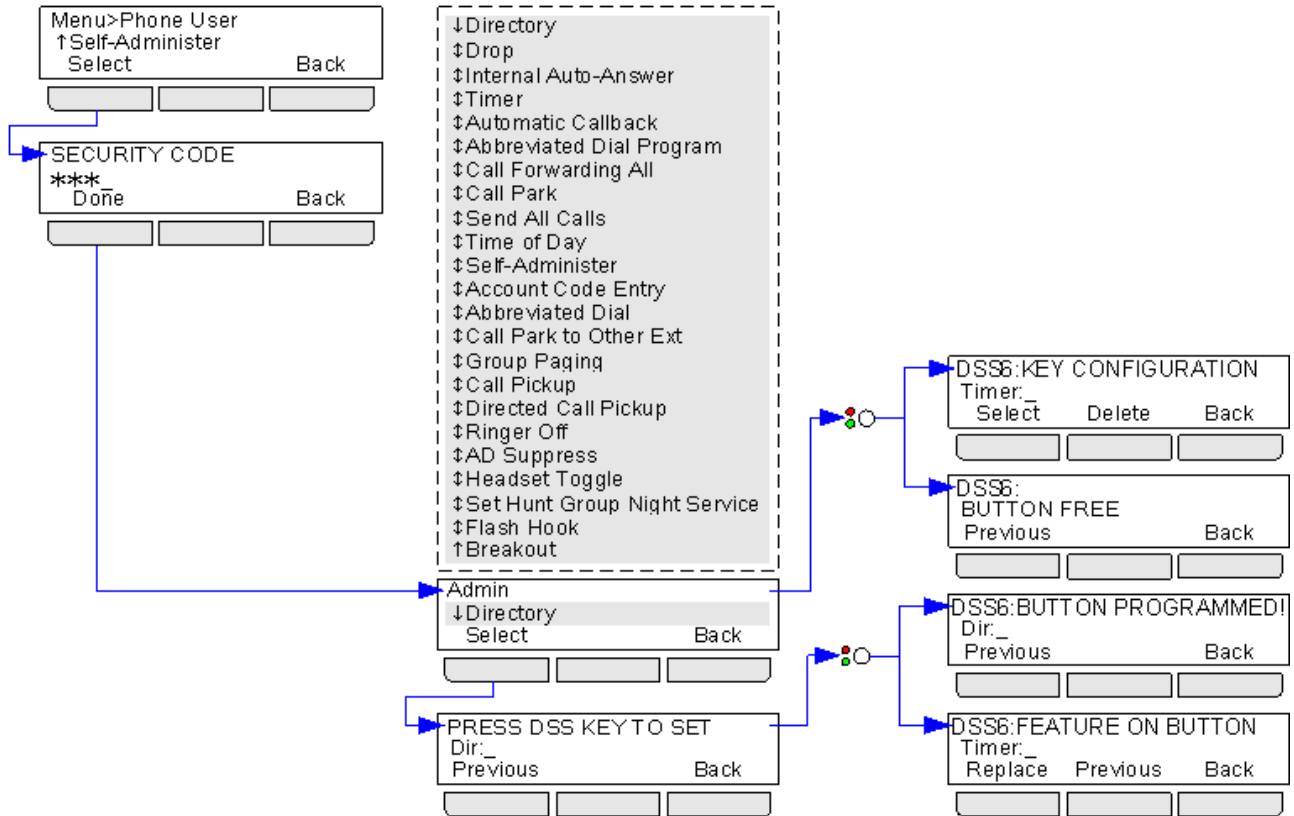 Menu>Phone User
↑Self-Administer
Select Back
SECURITY CODE
***_
Done Back
↓Directory
↕Drop
↕Internal Auto-Answer
↕Timer
↕Automatic Callback
↕Abbreviated Dial Program
↕Call Forwarding All
↕Call Park
↕Send All Calls
↕Time of Day
↕Self-Administer
↕Account Code Entry
↕Abbreviated Dial
↕Call Park to Other Ext
↕Group Paging
↕Call Pickup
↕Directed Call Pickup
↕Ringer Off
↕AD Suppress
↕Headset Toggle
↕Set Hunt Group Night Service
↕Flash Hook
↑Breakout
Admin
↓Directory
Select Back
PRESS DSS KEY TO SET
Dir:_
Previous Back
DSS6:KEY CONFIGURATION
Timer:_
Select Delete Back
DSS6:
BUTTON FREE
Previous Back
DSS6:BUTTON PROGRAMMED!
Dir:_
Previous Back
DSS6:FEATURE ON BUTTON
Timer:_
Replace Previous Back